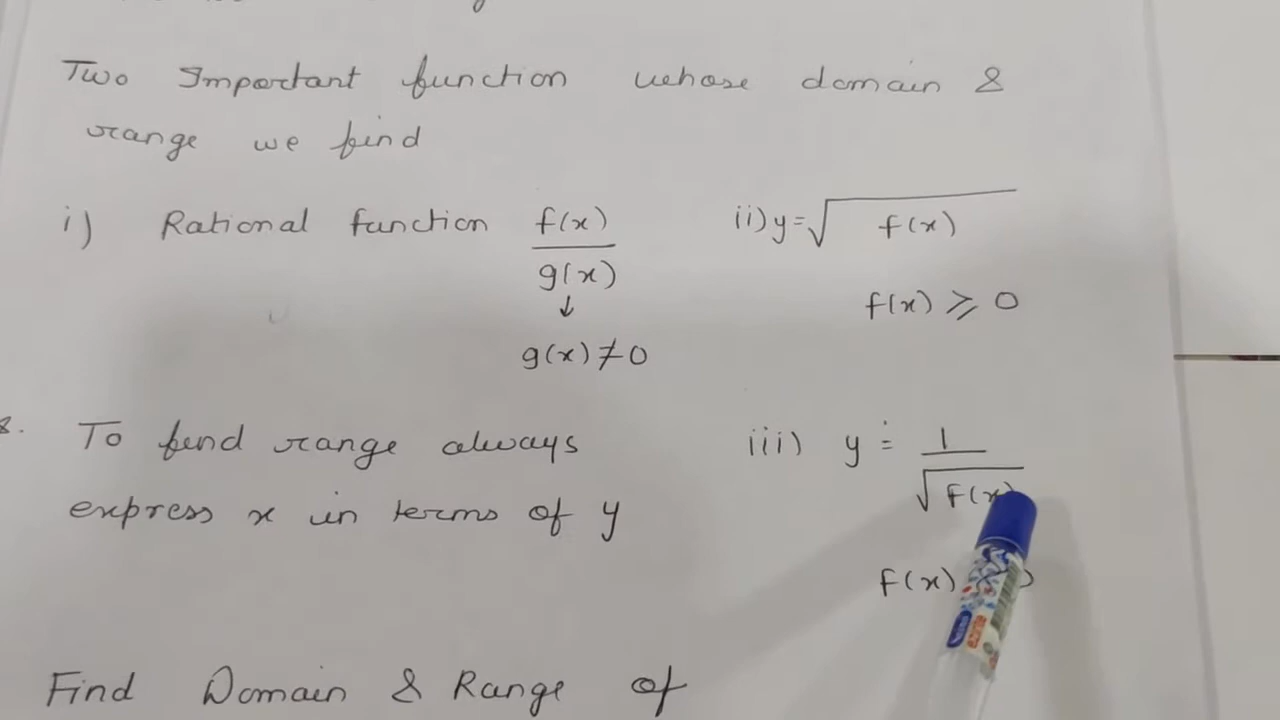 Two Important function whose domain &
range we find
i) Rational function f(x)/g(x)
↓
g(x) ≠ 0
ii) y = √f(x)
f(x) ⩾ 0
8. To find range always
express x in terms of y
iii) y = 1/√f(x)
f(x)
Find Domain & Range of